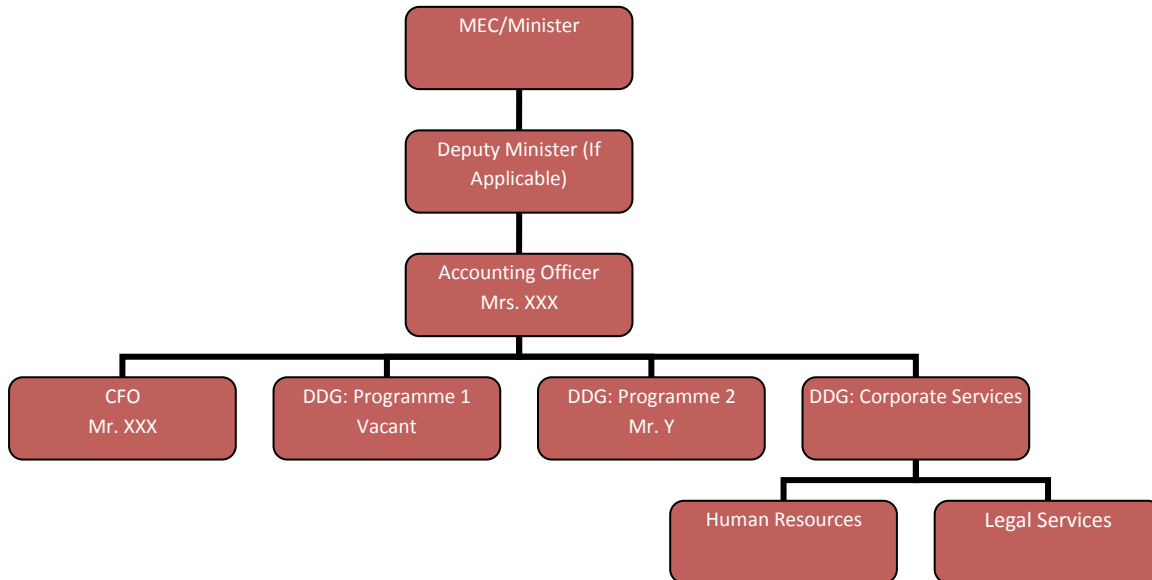 MEC/Minister
Deputy Minister (If
Applicable)
Accounting Officer
Mrs. XXX
CFO
Mr. XXX
DDG: Programme 1
Vacant
DDG: Programme 2
Mr. Y
DDG: Corporate Services
Human Resources
Legal Services